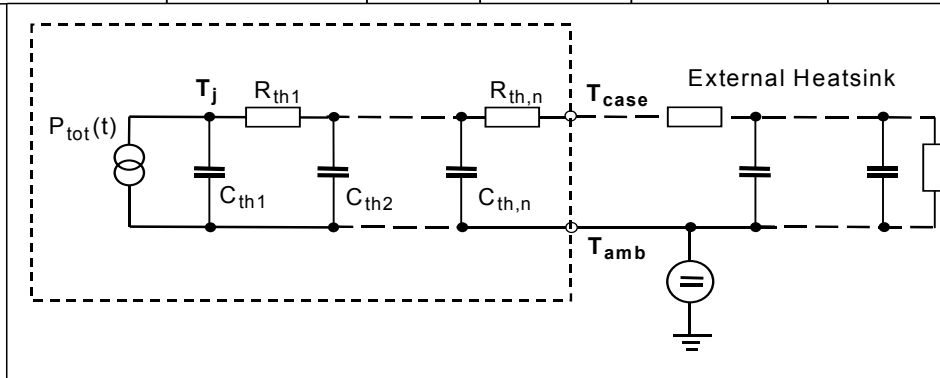 External Heatsink
T_j R_th1 R_th,n T_case
P_tot(t)
C_th1 C_th2 C_th,n
T_amb